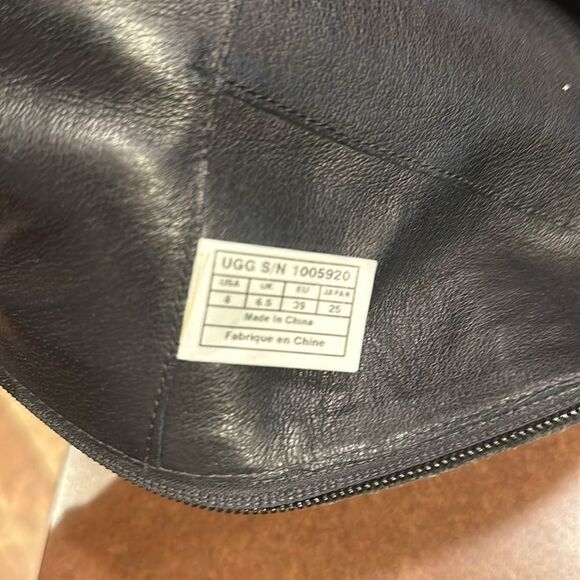 UGG S/N 1005920
USA UK EU JAPAN
8 6.5 39 25
Made in China
Fabrique en Chine